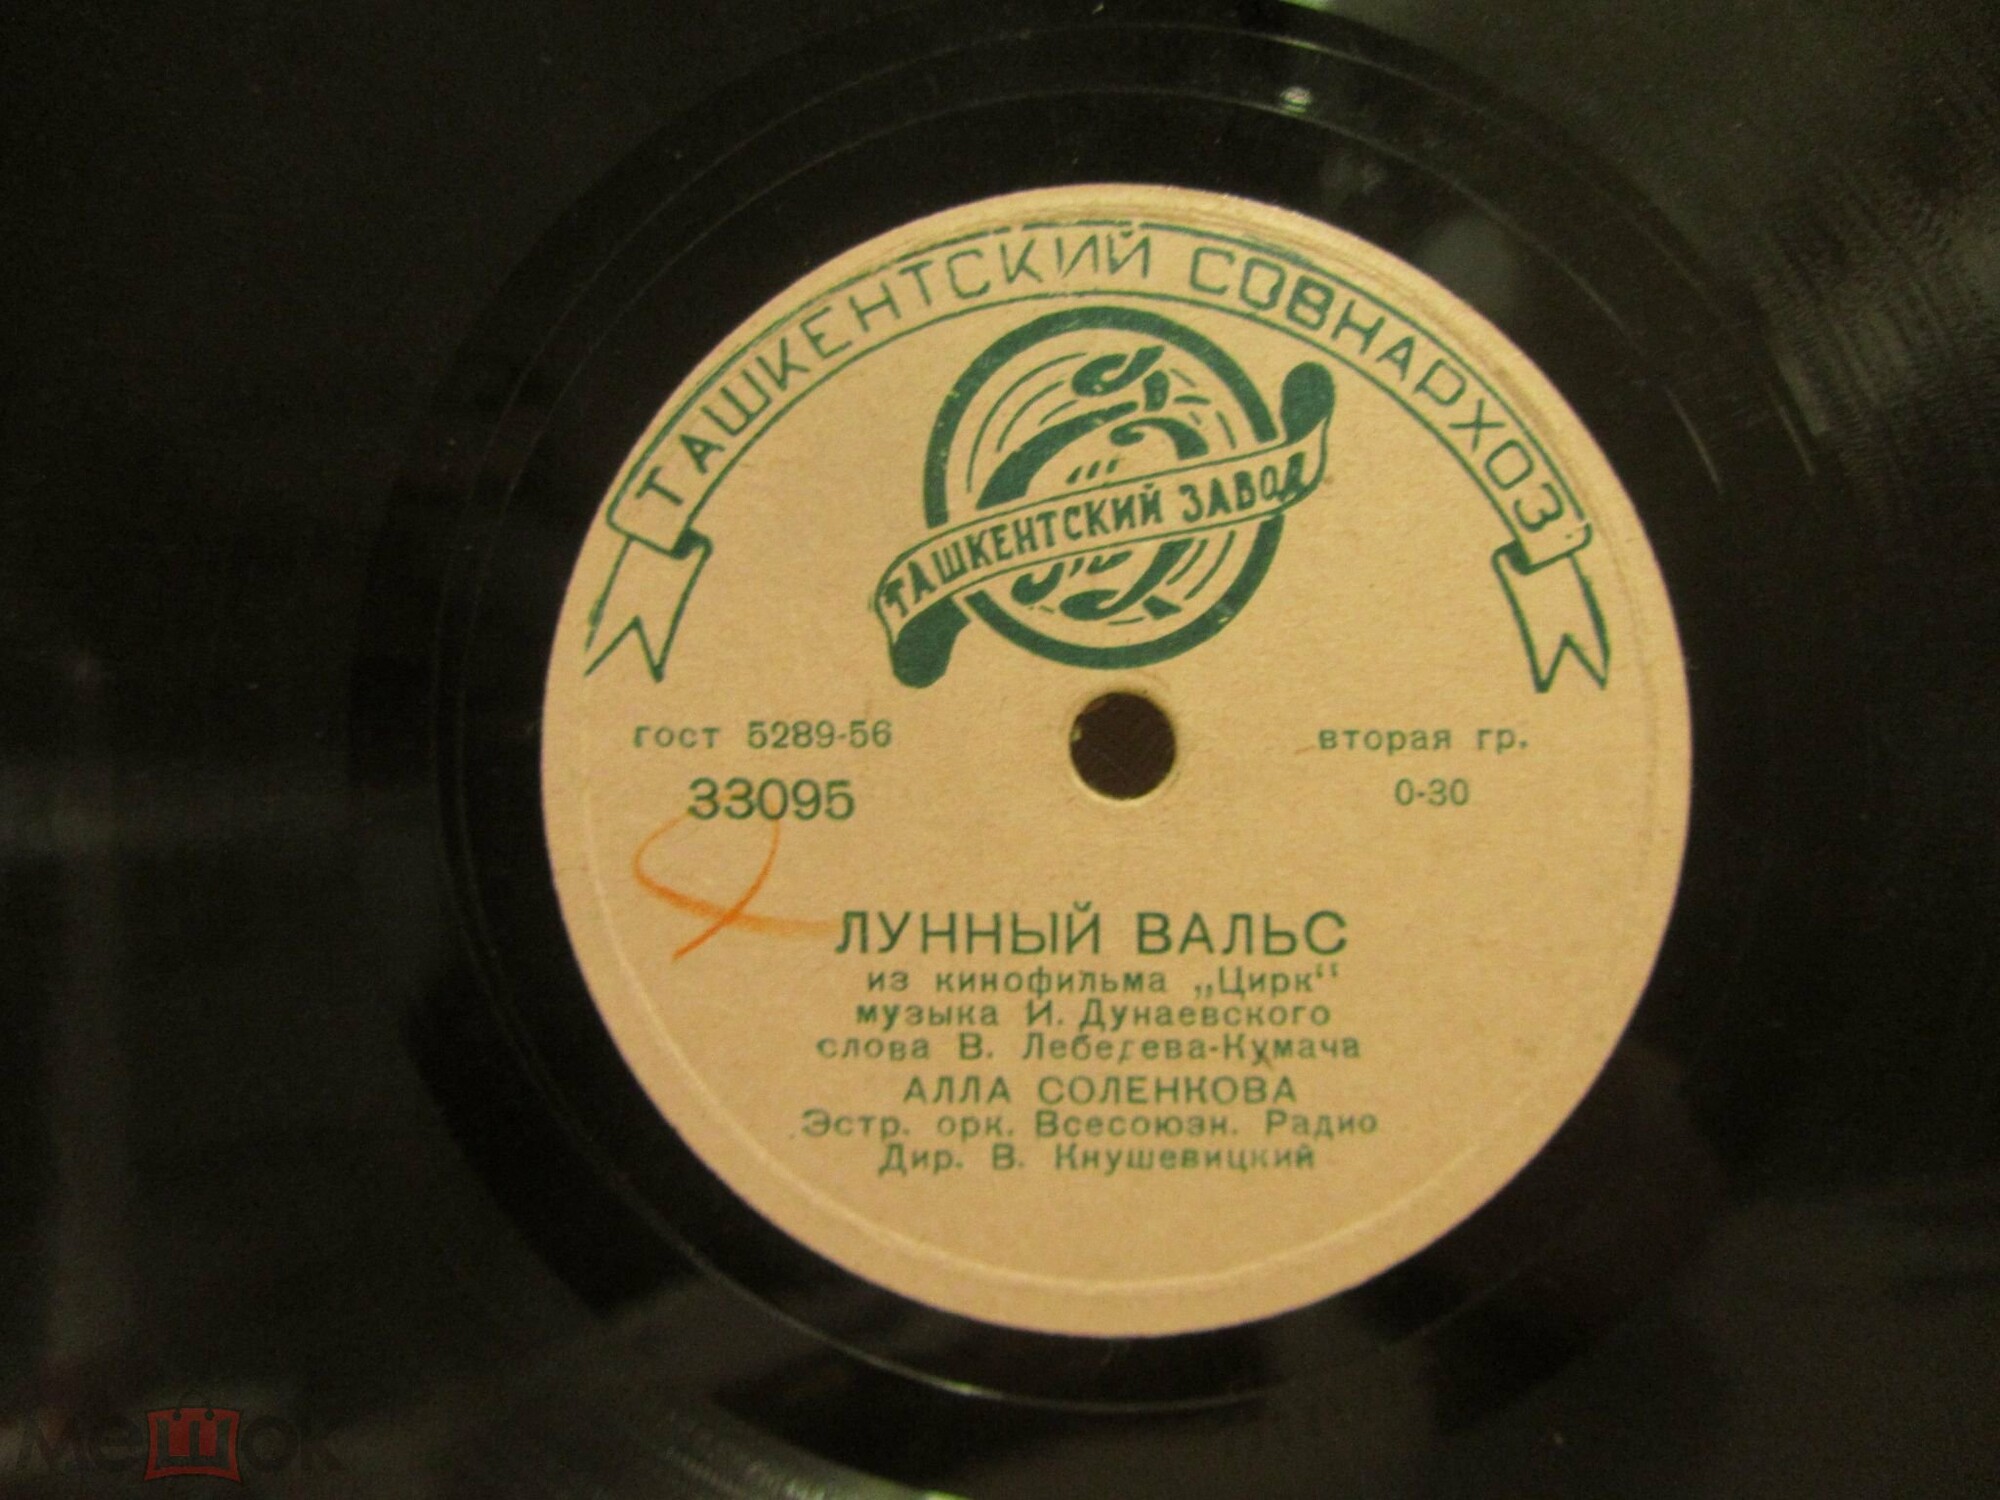 ТАШКЕНТСКИЙ СОВНАРХОЗ
ТАШКЕНТСКИЙ ЗАВОД
гост 5289-56
вторая гр.
33095
0-30
ЛУННЫЙ ВАЛЬС
из кинофильма „Цирк“
музыка И. Дунаевского
слова В. Лебедева-Кумача
АЛЛА СОЛЕНКОВА
Эстр. орк. Всесоюзн. Радио
Дир. В. Кнушевицкий
мешок